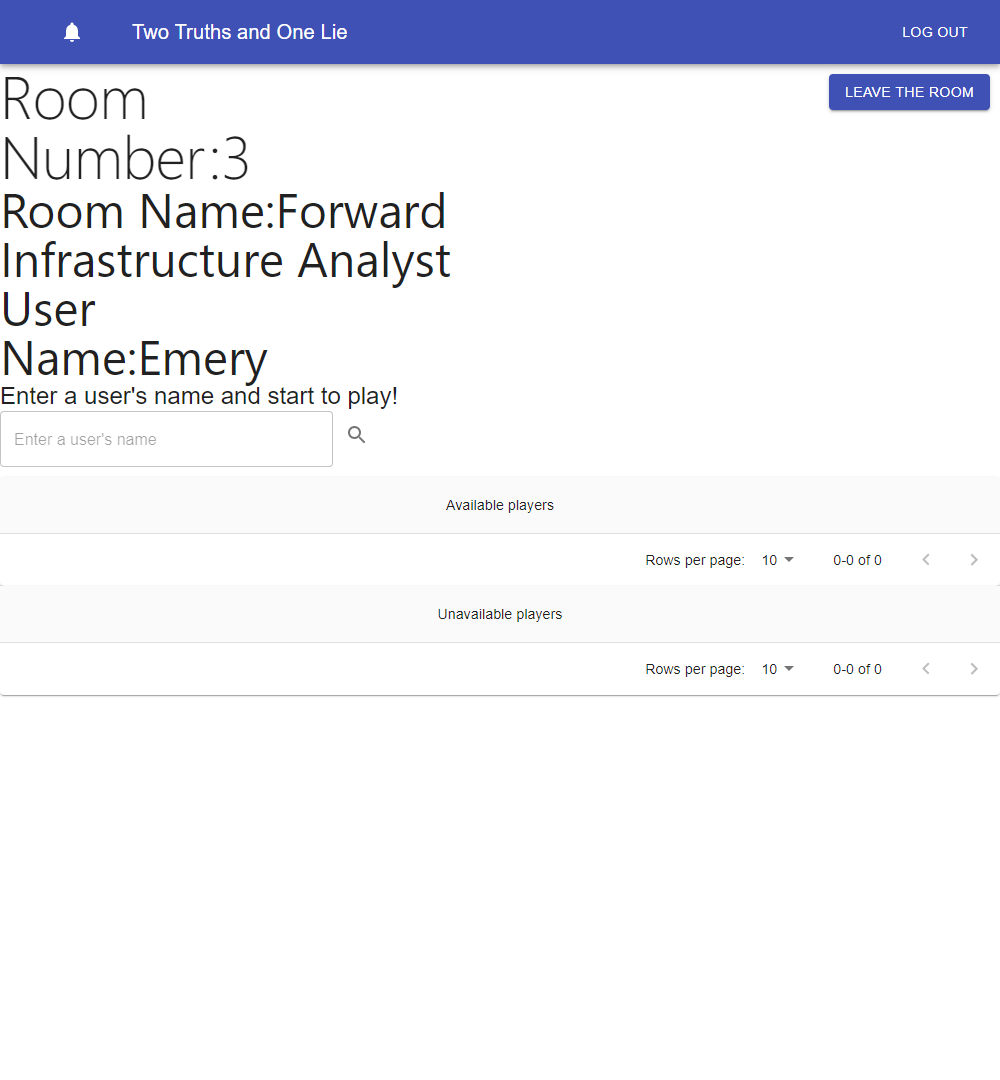 Two Truths and One Lie
LOG OUT
LEAVE THE ROOM
Room
Number:3
Room Name:Forward
Infrastructure Analyst
User
Name:Emery
Enter a user's name and start to play!
Enter a user's name
Available players
Rows per page: 10 0-0 of 0
Unavailable players
Rows per page: 10 0-0 of 0